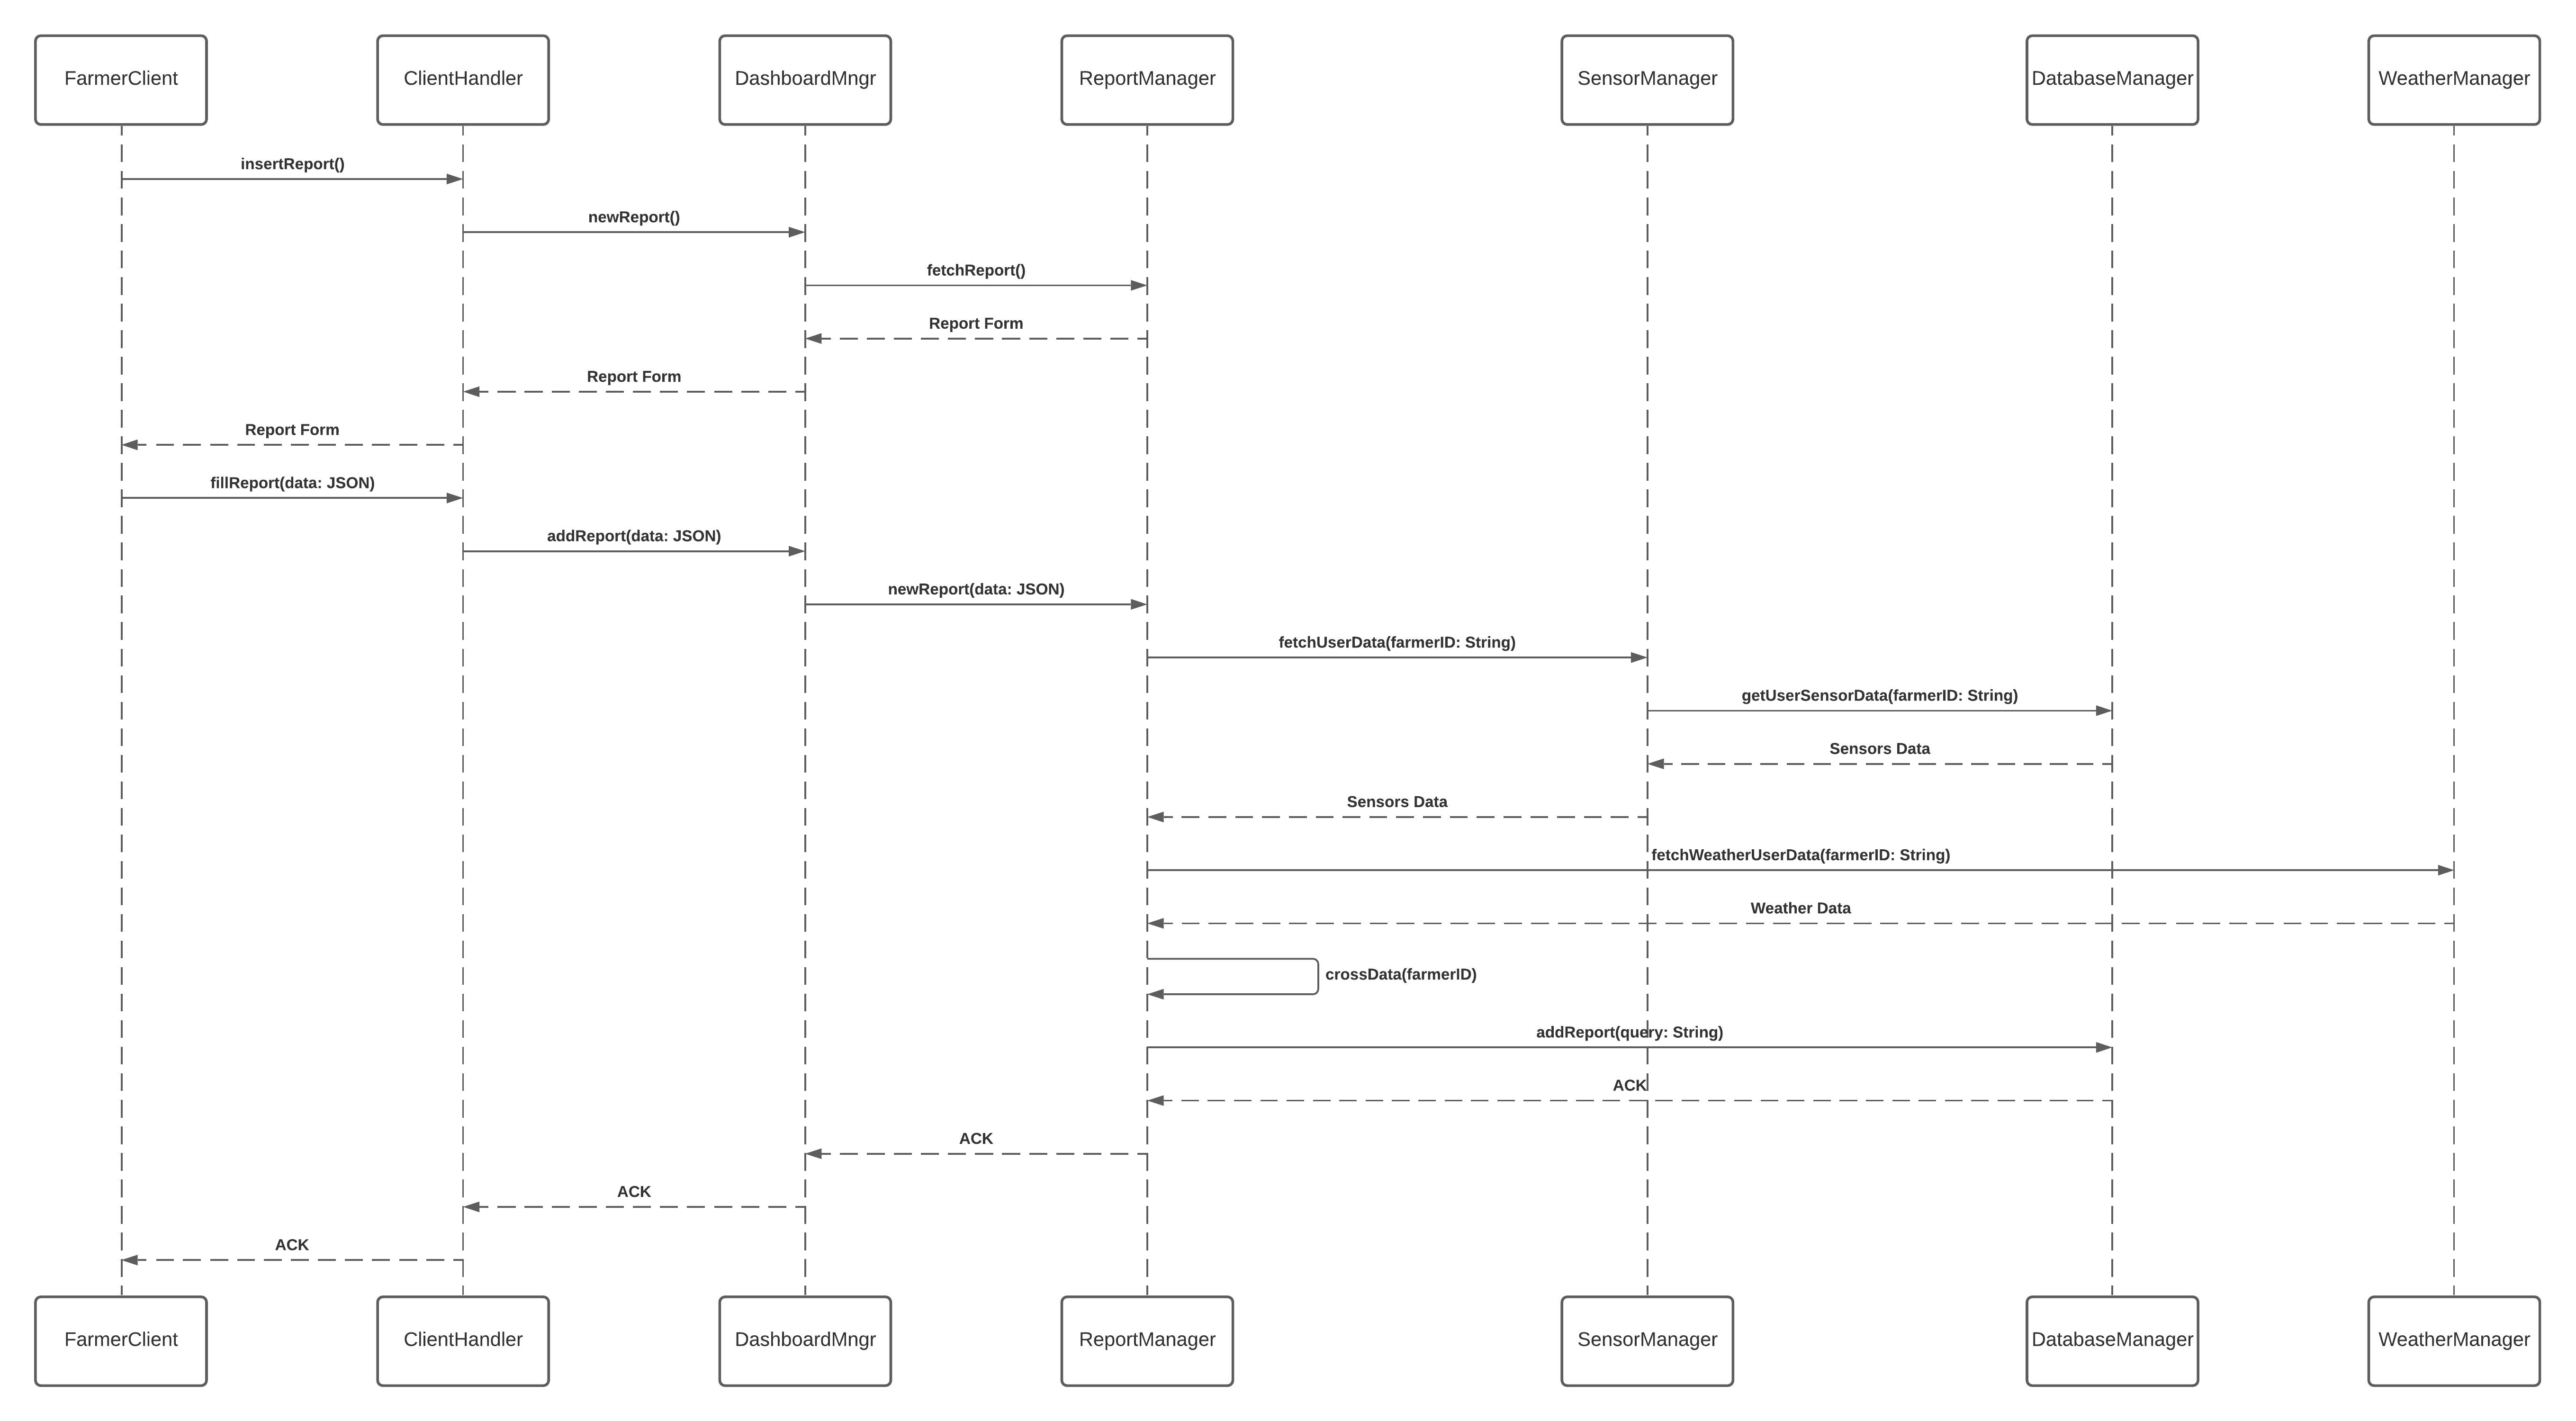 FarmerClient
ClientHandler
DashboardMngr
ReportManager
SensorManager
DatabaseManager
WeatherManager
insertReport()
newReport()
fetchReport()
Report Form
Report Form
Report Form
fillReport(data: JSON)
addReport(data: JSON)
newReport(data: JSON)
fetchUserData(farmerID: String)
getUserSensorData(farmerID: String)
Sensors Data
Sensors Data
fetchWeatherUserData(farmerID: String)
Weather Data
crossData(farmerID)
addReport(query: String)
ACK
ACK
ACK
ACK
FarmerClient
ClientHandler
DashboardMngr
ReportManager
SensorManager
DatabaseManager
WeatherManager